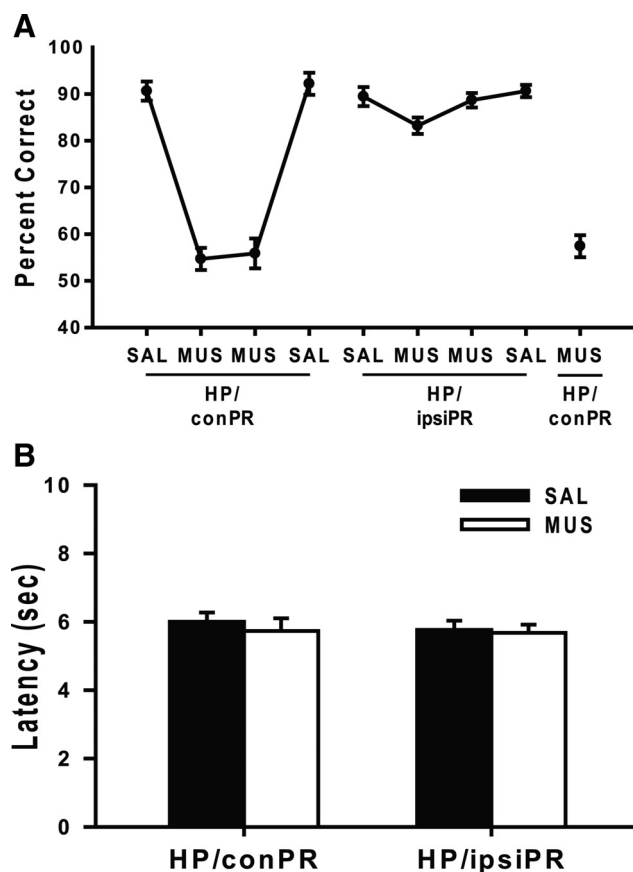 A
100
90
80
70
60
50
40
Percent Correct
SAL MUS MUS SAL SAL MUS MUS SAL MUS
HP/ HP/ HP/
conPR ipsiPR conPR
B
10
8
6
4
2
0
Latency (sec)
SAL
MUS
HP/conPR HP/ipsiPR